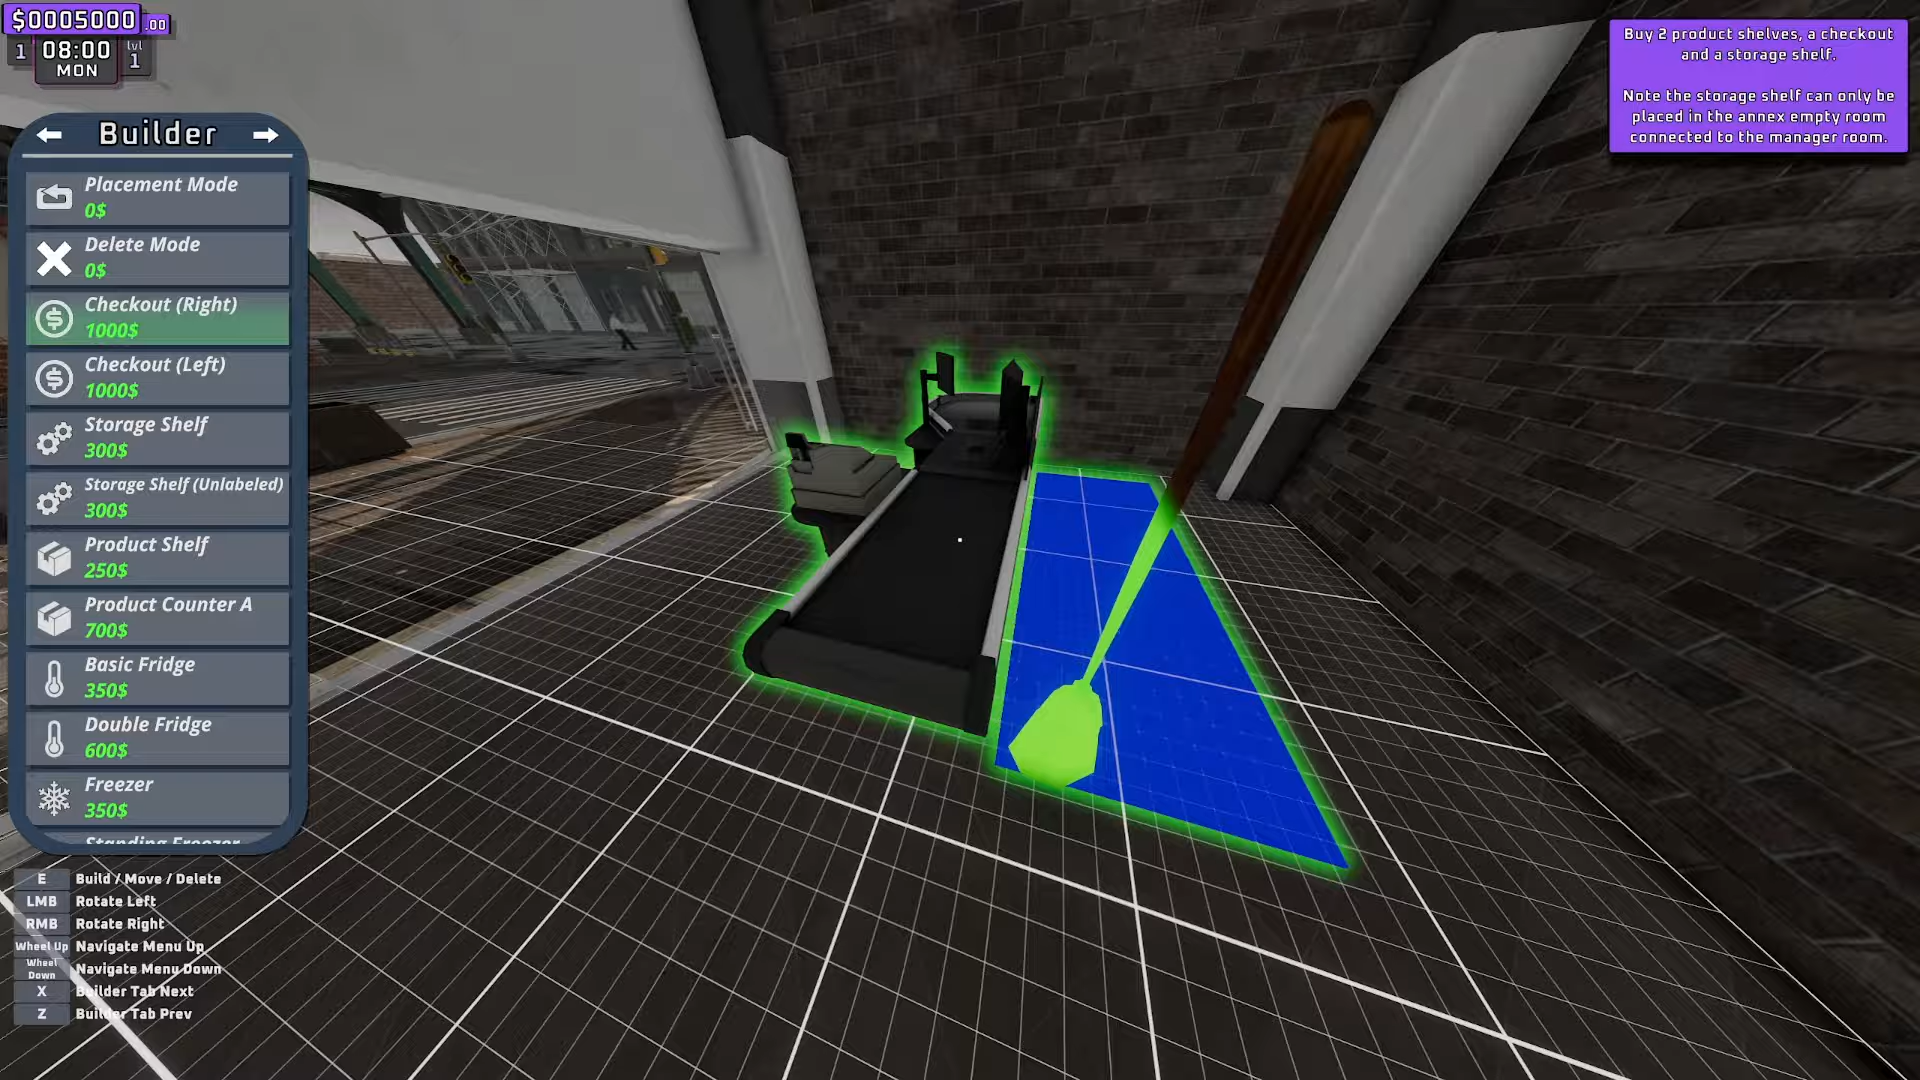 $0005000.00
1
08:00
MON
lvl
1
Buy 2 product shelves, a checkout
and a storage shelf.
Note the storage shelf can only be
placed in the annex empty room
connected to the manager room.
Builder
Placement Mode
0$
Delete Mode
0$
Checkout (Right)
1000$
Checkout (Left)
1000$
Storage Shelf
300$
Storage Shelf (Unlabeled)
300$
Product Shelf
250$
Product Counter A
700$
Basic Fridge
350$
Double Fridge
600$
Freezer
350$
Standing Freezer
E Build / Move / Delete
LMB Rotate Left
RMB Rotate Right
Wheel Up Navigate Menu Up
Wheel Down Navigate Menu Down
X Builder Tab Next
Z Builder Tab Prev